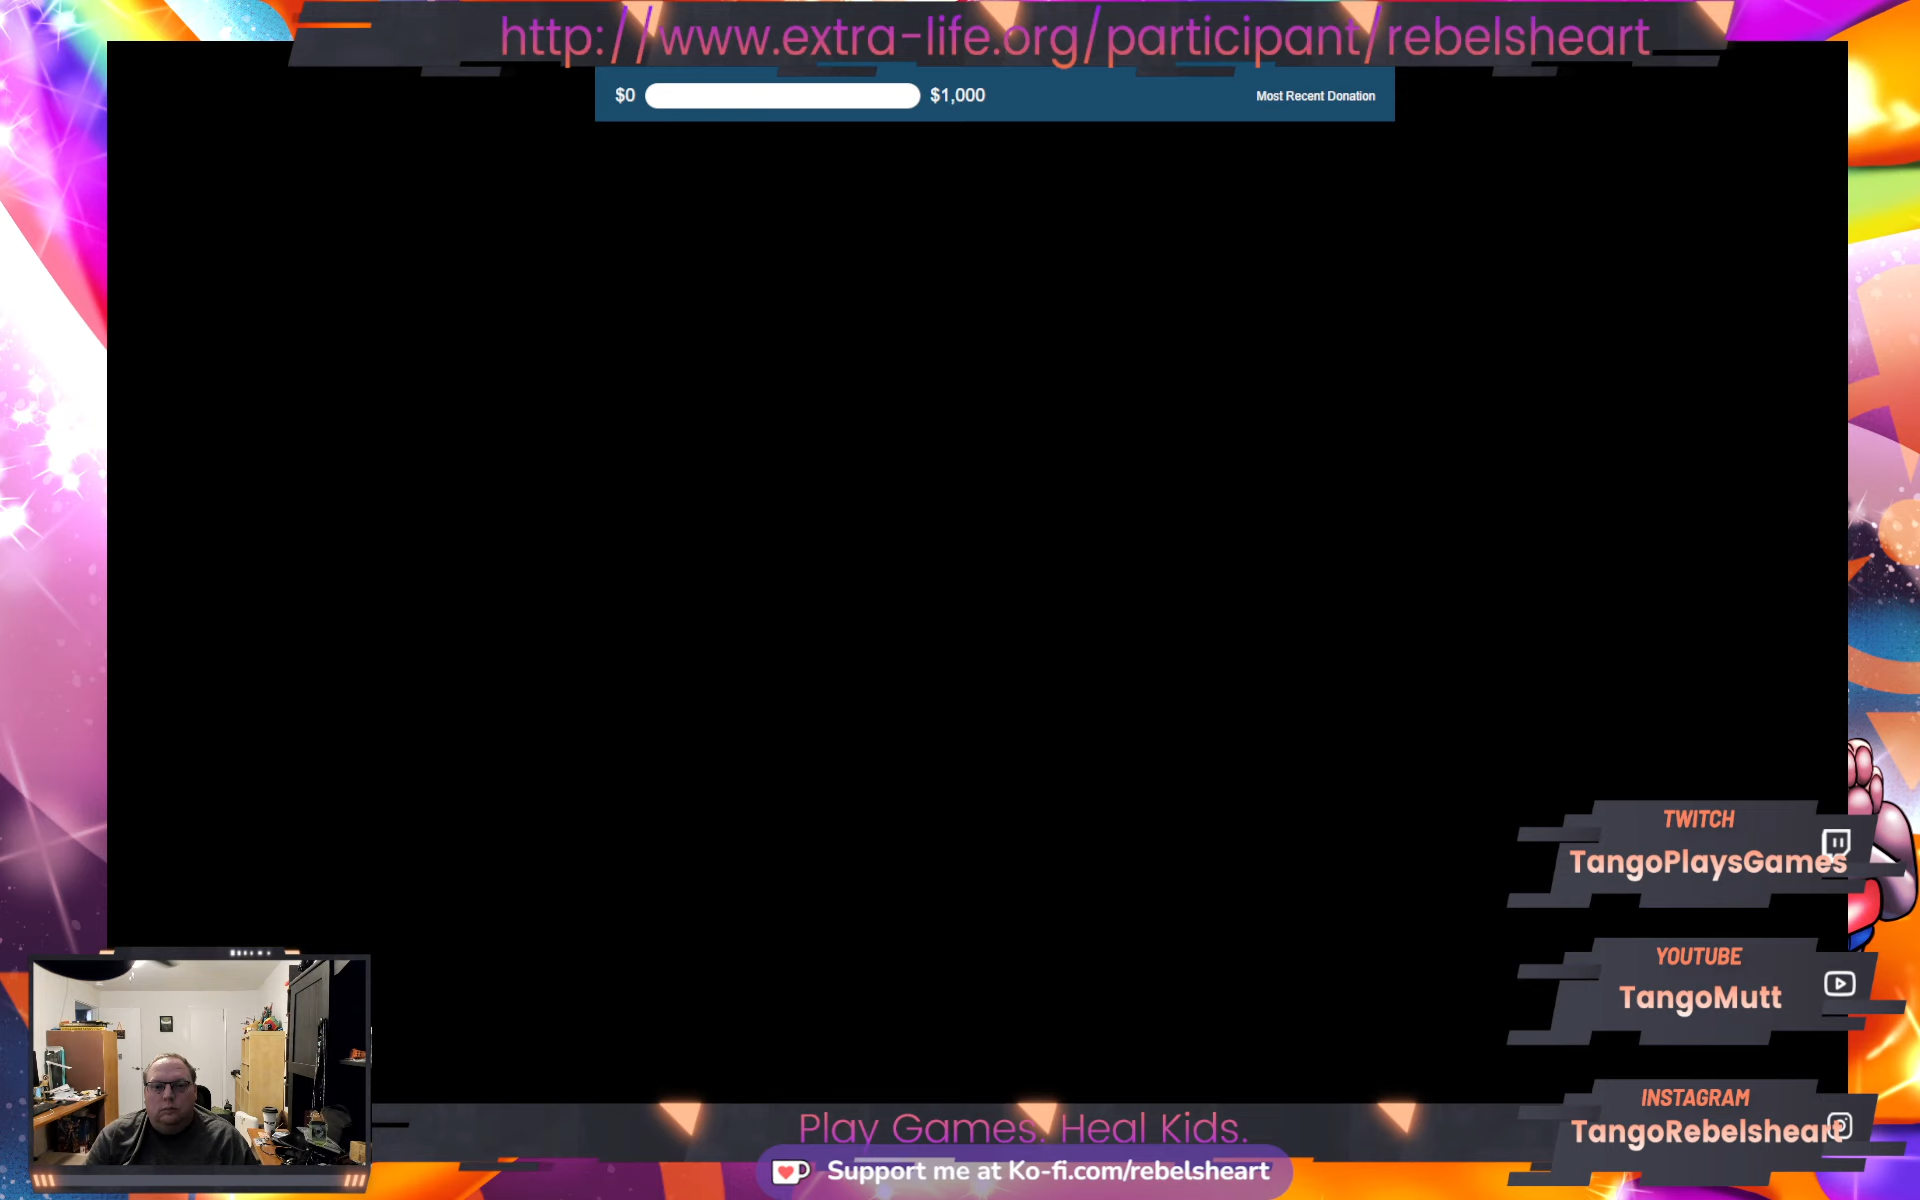 http://www.extra-life.org/participant/rebelsheart
$0 $1,000 Most Recent Donation
TWITCH
TangoPlaysGames
YOUTUBE
TangoMutt
INSTAGRAM
TangoRebelsheart
Play Games. Heal Kids.
Support me at Ko-fi.com/rebelsheart